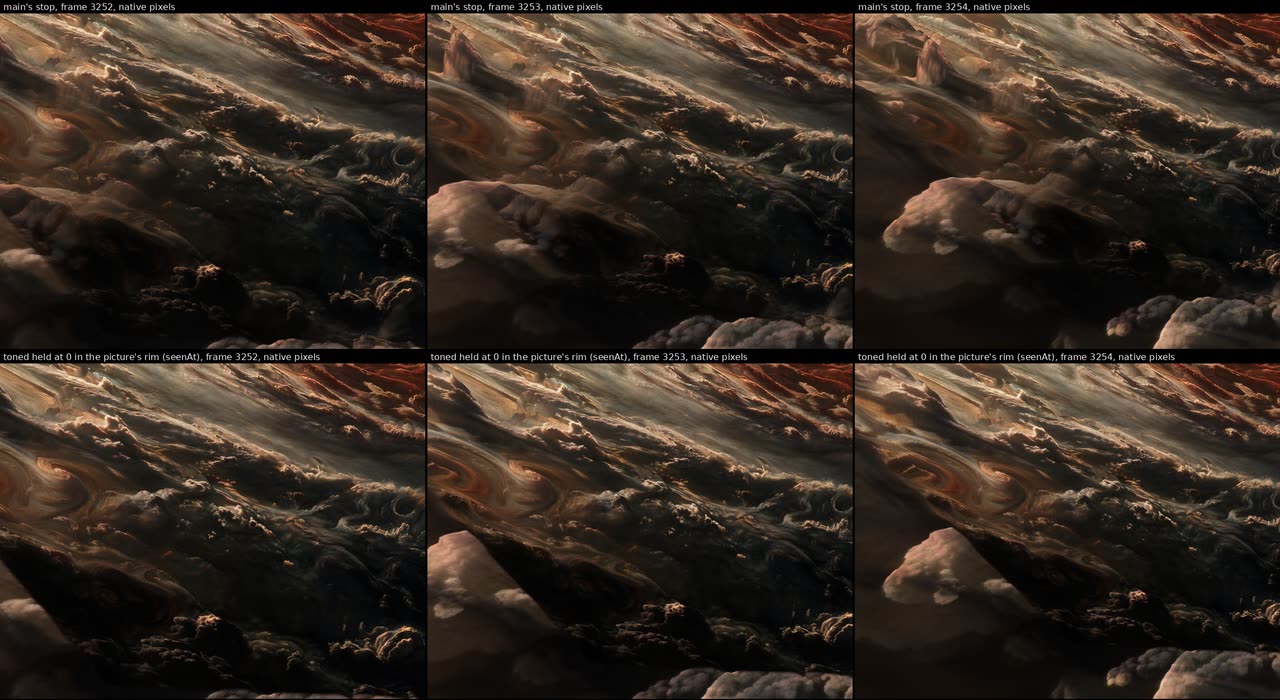 main's stop, frame 3252, native pixels
main's stop, frame 3253, native pixels
main's stop, frame 3254, native pixels
toned held at 0 in the picture's rim (seenAt), frame 3252, native pixels
toned held at 0 in the picture's rim (seenAt), frame 3253, native pixels
toned held at 0 in the picture's rim (seenAt), frame 3254, native pixels